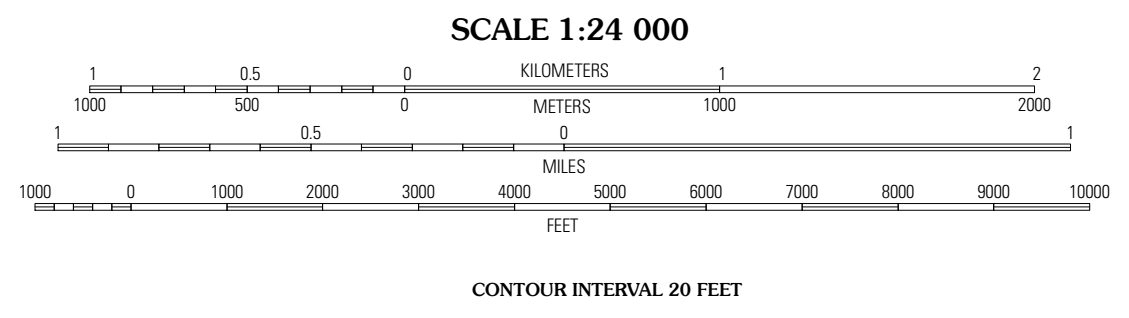 SCALE 1:24 000
1 0.5 0 KILOMETERS 1 2
1000 500 0 METERS 1000 2000
1 0.5 0 1
MILES
1000 0 1000 2000 3000 4000 5000 6000 7000 8000 9000 10000
FEET
CONTOUR INTERVAL 20 FEET